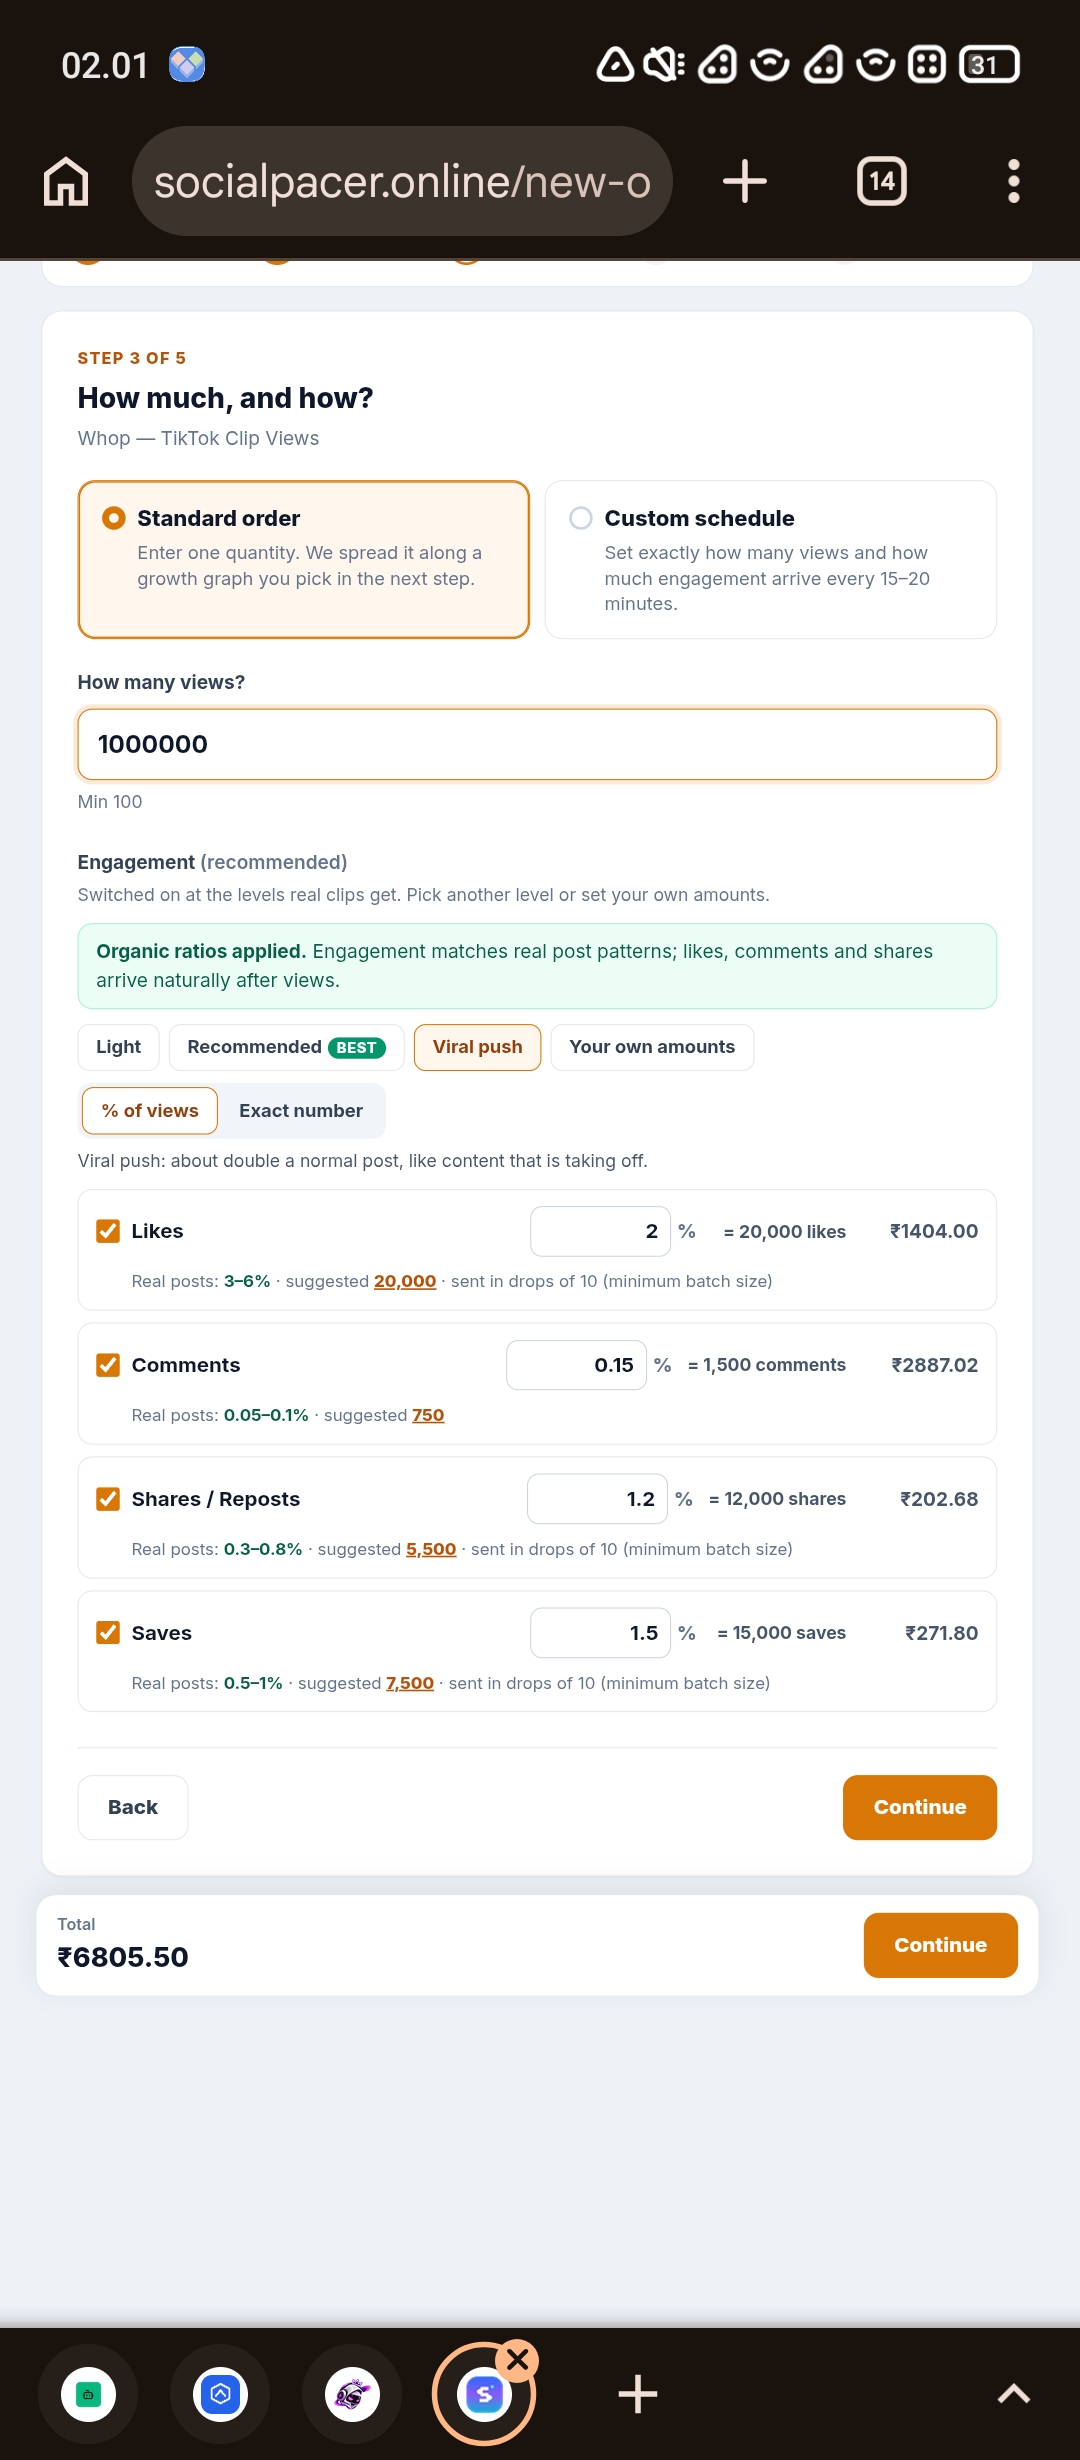 02.01
31
socialpacer.online/new-o
14
STEP 3 OF 5
How much, and how?
Whop — TikTok Clip Views
Standard order
Enter one quantity. We spread it along a
growth graph you pick in the next step.
Custom schedule
Set exactly how many views and how
much engagement arrive every 15–20
minutes.
How many views?
1000000
Min 100
Engagement (recommended)
Switched on at the levels real clips get. Pick another level or set your own amounts.
Organic ratios applied. Engagement matches real post patterns; likes, comments and shares
arrive naturally after views.
Light
Recommended BEST
Viral push
Your own amounts
% of views
Exact number
Viral push: about double a normal post, like content that is taking off.
Likes 2 % = 20,000 likes ₹1404.00
Real posts: 3–6% · suggested 20,000 · sent in drops of 10 (minimum batch size)
Comments 0.15 % = 1,500 comments ₹2887.02
Real posts: 0.05–0.1% · suggested 750
Shares / Reposts 1.2 % = 12,000 shares ₹202.68
Real posts: 0.3–0.8% · suggested 5,500 · sent in drops of 10 (minimum batch size)
Saves 1.5 % = 15,000 saves ₹271.80
Real posts: 0.5–1% · suggested 7,500 · sent in drops of 10 (minimum batch size)
Back
Continue
Total
₹6805.50
Continue